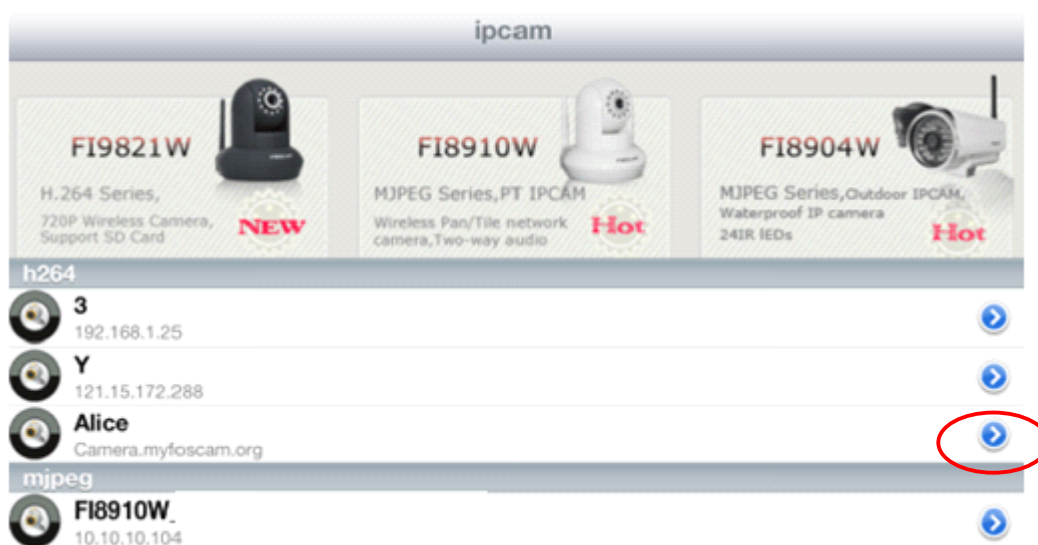 ipcam
FI9821W
H.264 Series,
720P Wireless Camera,
Support SD Card
NEW
FI8910W
MJPEG Series,PT IPCAM
Wireless Pan/Tile network
camera,Two-way audio
Hot
FI8904W
MJPEG Series,Outdoor IPCAM,
Waterproof IP camera
24IR lEDs
Hot
h264
3
192.168.1.25
Y
121.15.172.288
Alice
Camera.myfoscam.org
mjpeg
FI8910W_
10.10.10.104